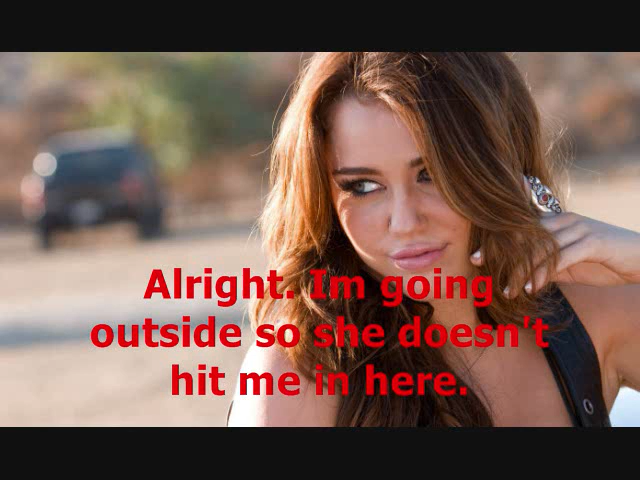 Alright. Im going
outside so she doesn't
hit me in here.